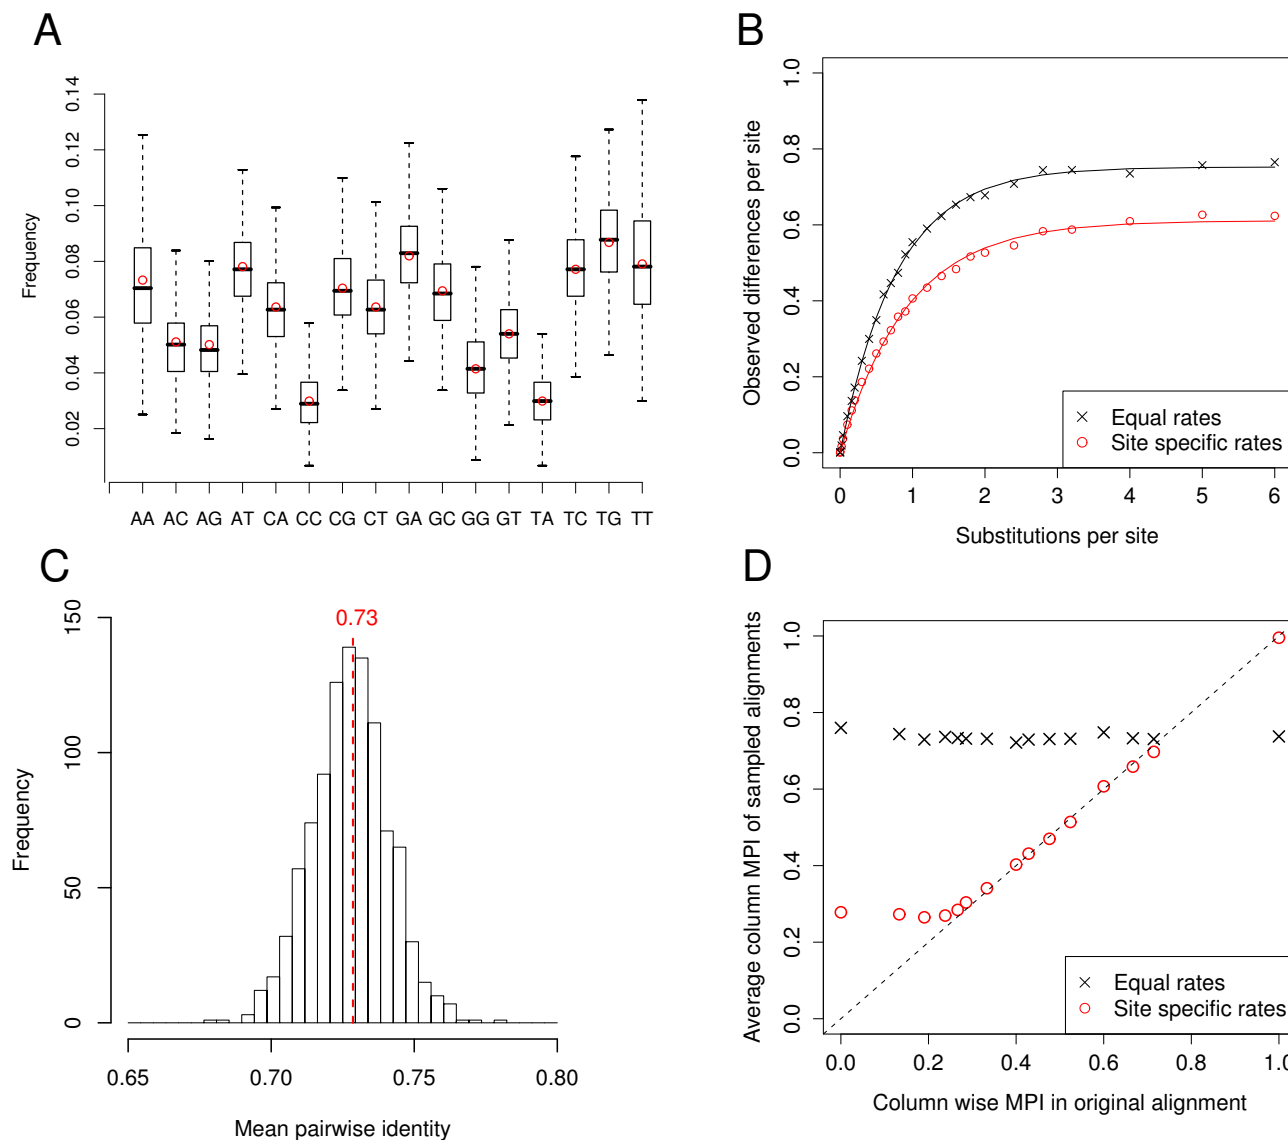 A
Frequency
0.02
0.04
0.06
0.08
0.10
0.12
0.14
AA AC AG AT CA CC CG CT GA GC GG GT TA TC TG TT
B
Observed differences per site
0.0
0.2
0.4
0.6
0.8
1.0
Equal rates
Site specific rates
0 1 2 3 4 5 6
Substitutions per site
C
Frequency
0
50
100
150
0.73
0.65 0.70 0.75 0.80
Mean pairwise identity
D
Average column MPI of sampled alignments
0.0
0.2
0.4
0.6
0.8
1.0
Equal rates
Site specific rates
0.0 0.2 0.4 0.6 0.8 1.0
Column wise MPI in original alignment